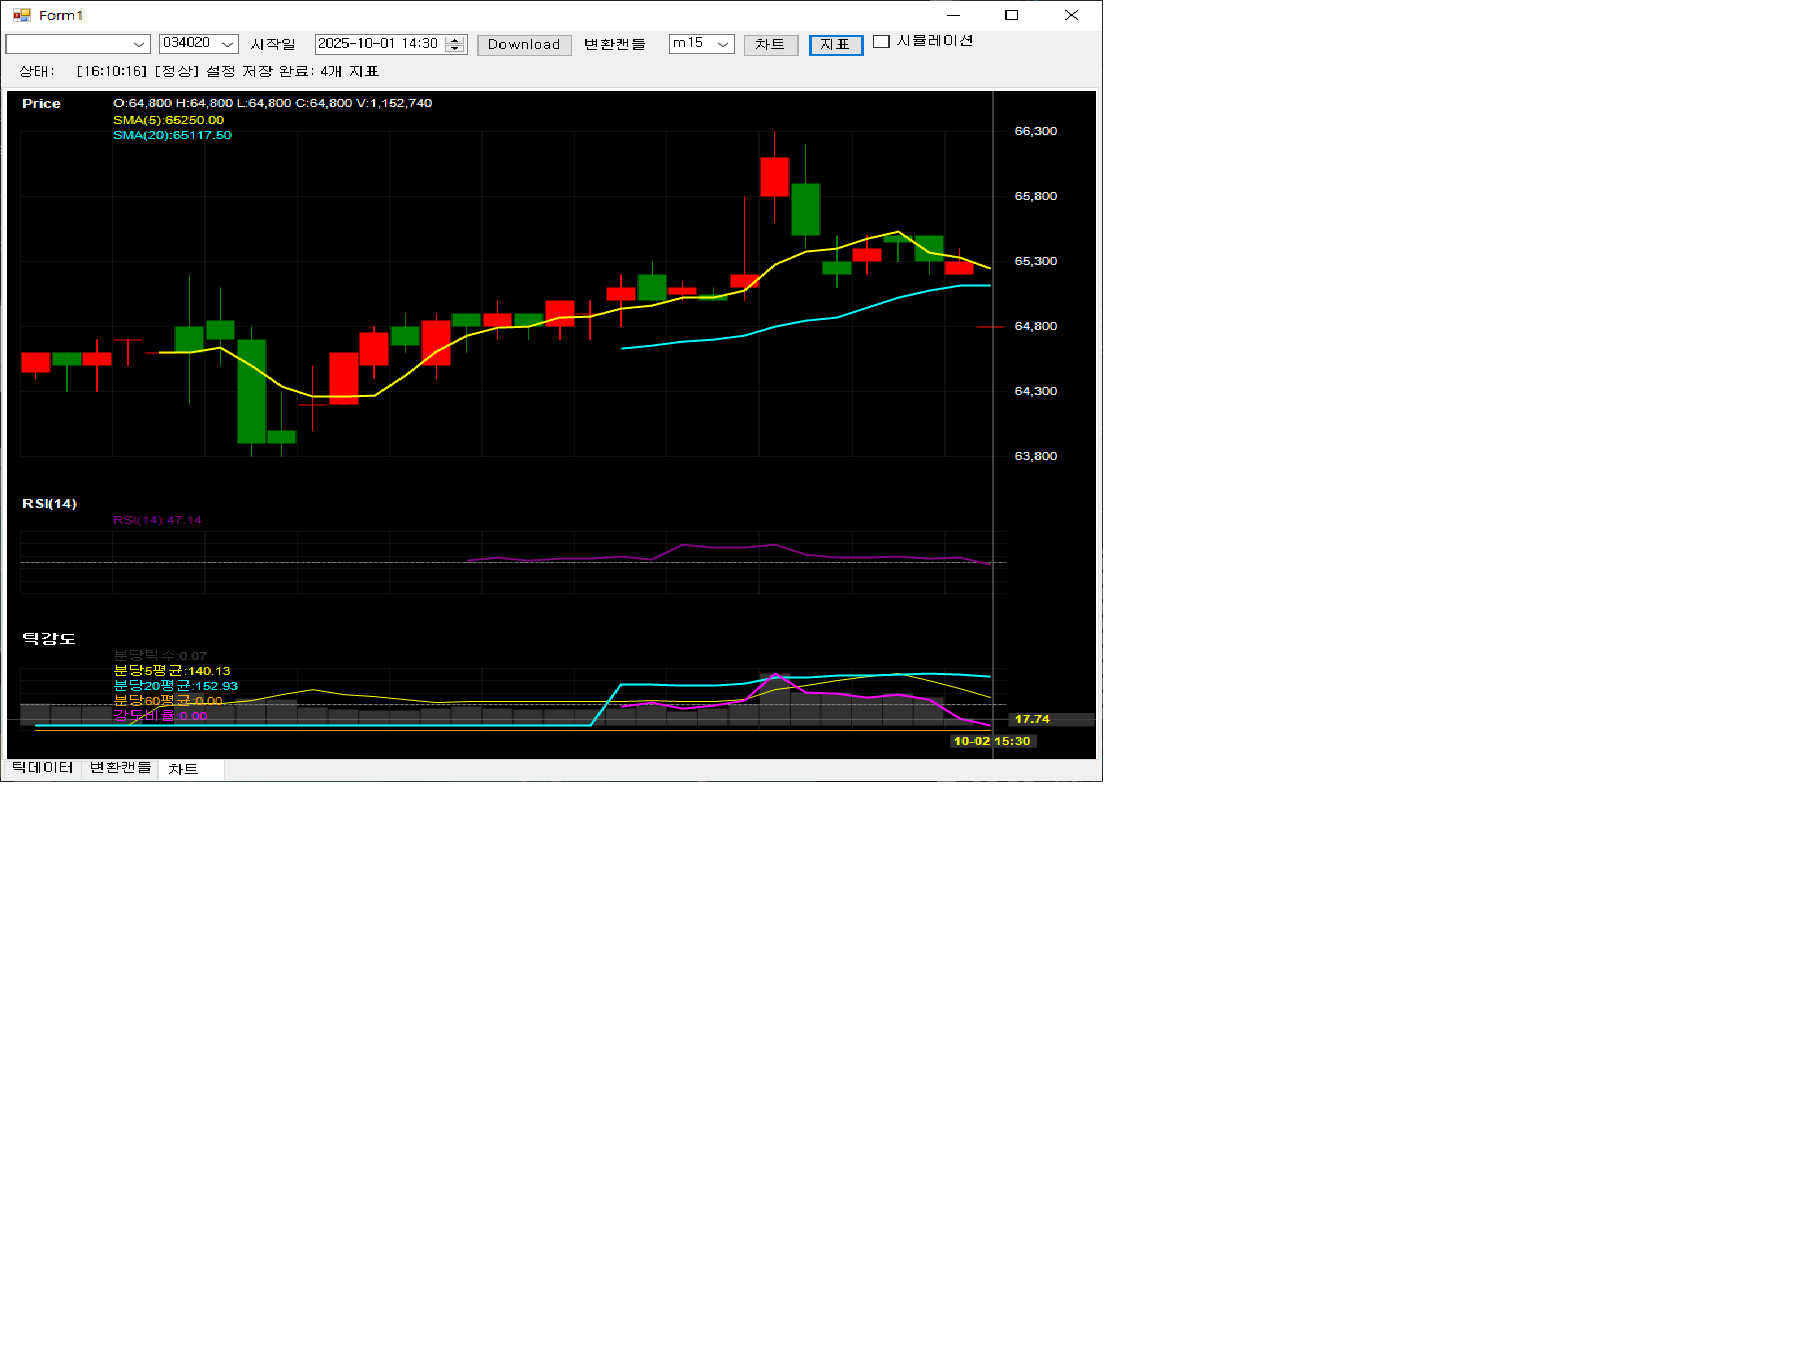 Form1
034020 시작일 2025-10-01 14:30 Download 변환캔들 m15 차트 지표 시뮬레이션
상태: [16:10:16] [정상] 설정 저장 완료: 4개 지표
Price O:64,800 H:64,800 L:64,800 C:64,800 V:1,152,740
SMA(5):65250.00
SMA(20):65117.50
66,300
65,800
65,300
64,800
64,300
63,800
RSI(14)
RSI(14):47.14
틱강도
분당틱수:0.07
분당5평균:140.13
분당20평균:152.93
분당60평균:0.00
강도비율:0.00
17.74
10-02 15:30
틱데이터 변환캔들 차트